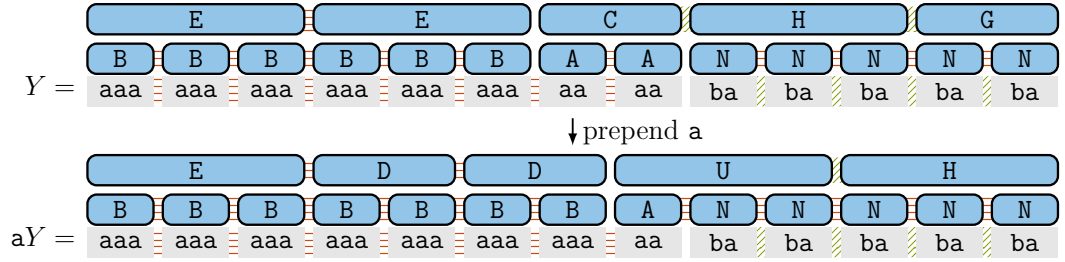 E E C H G
B B B B B B A A N N N N N
Y = aaa aaa aaa aaa aaa aaa aa aa ba ba ba ba ba
prepend a
E D D U H
B B B B B B B A N N N N N
aY = aaa aaa aaa aaa aaa aaa aaa aa ba ba ba ba ba